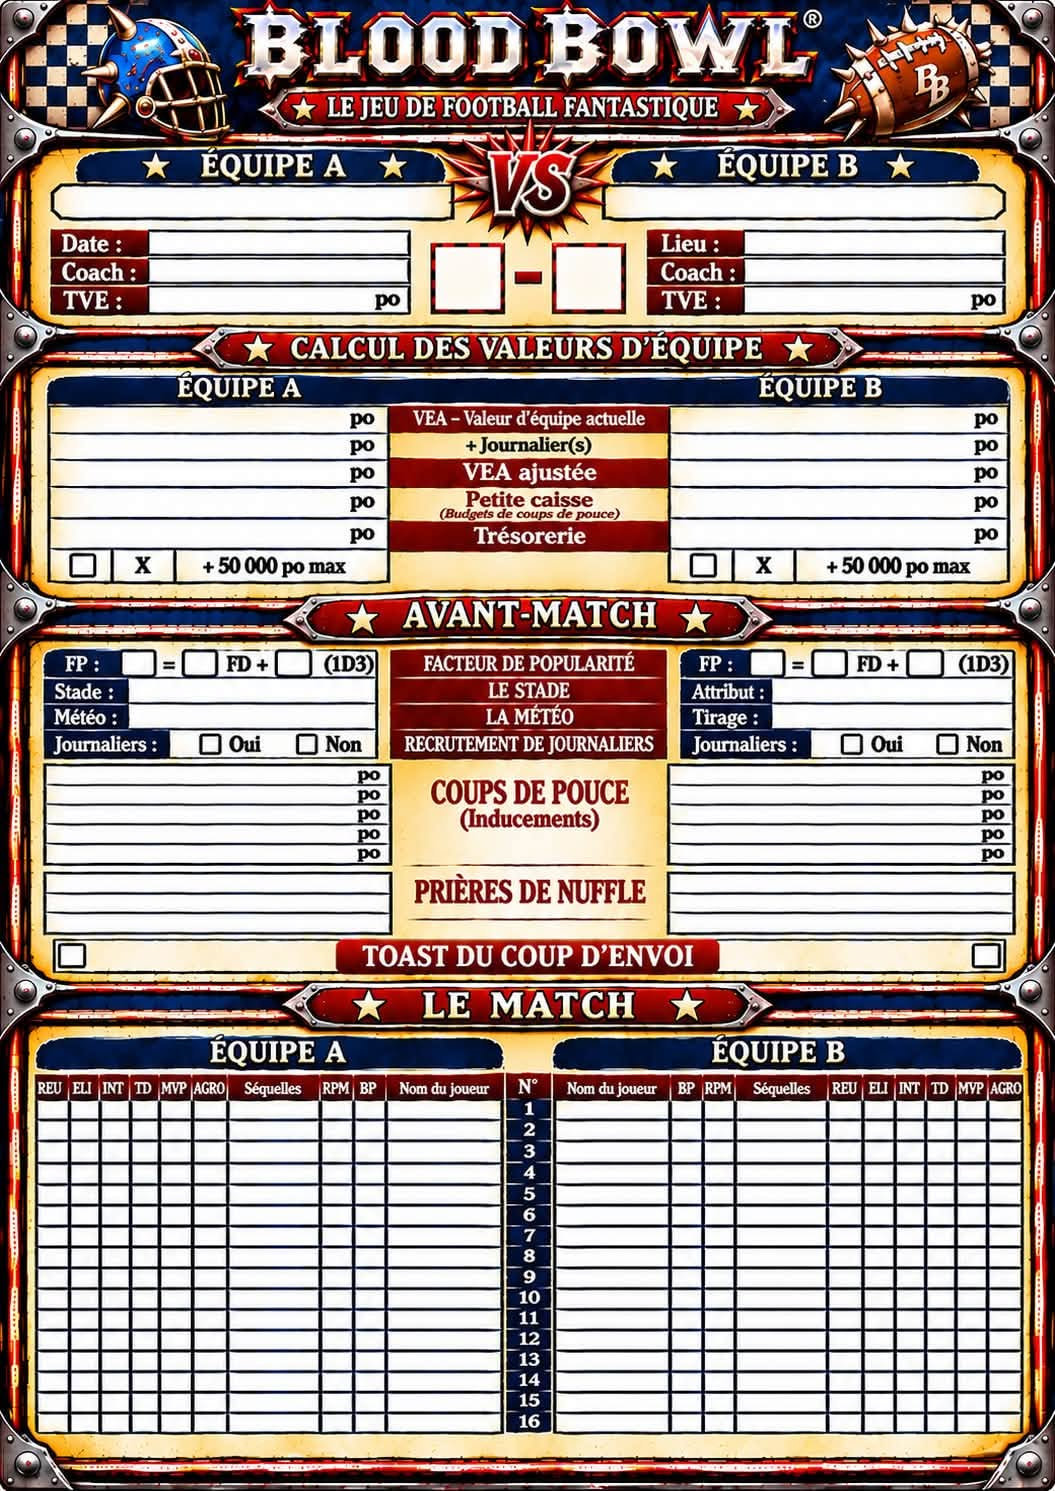 BLOOD BOWL®
LE JEU DE FOOTBALL FANTASTIQUE
BB
ÉQUIPE A VS ÉQUIPE B
Date : Lieu :
Coach : - Coach :
TVE : po TVE : po
CALCUL DES VALEURS D'ÉQUIPE
ÉQUIPE A ÉQUIPE B
po VEA – Valeur d'équipe actuelle po
po + Journalier(s) po
po VEA ajustée po
po Petite caisse po
(Budgets de coups de pouce)
po Trésorerie po
X + 50 000 po max X + 50 000 po max
AVANT-MATCH
FP : = FD + (1D3) FACTEUR DE POPULARITÉ FP : = FD + (1D3)
Stade : LE STADE Attribut :
Météo : LA MÉTÉO Tirage :
Journaliers : Oui Non RECRUTEMENT DE JOURNALIERS Journaliers : Oui Non
po po
po COUPS DE POUCE po
po (Inducements) po
po po
po po
PRIÈRES DE NUFFLE
TOAST DU COUP D'ENVOI
LE MATCH
ÉQUIPE A ÉQUIPE B
REU ELI INT TD MVP AGRO Séquelles RPM BP Nom du joueur N° Nom du joueur BP RPM Séquelles REU ELI INT TD MVP AGRO
1
2
3
4
5
6
7
8
9
10
11
12
13
14
15
16